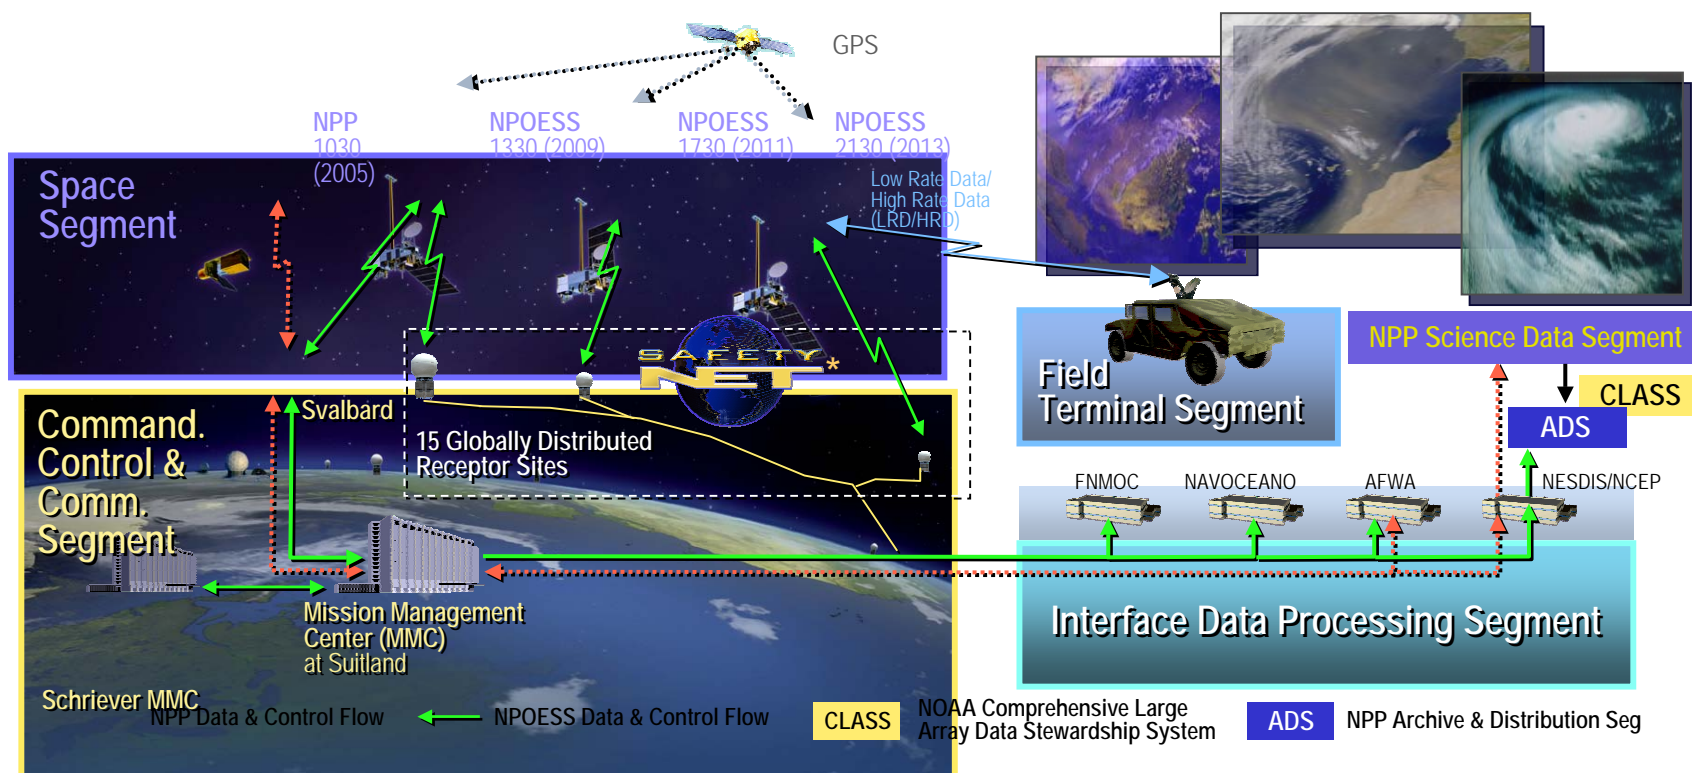 GPS
NPP
1030
(2005)
NPOESS
1330 (2009)
NPOESS
1730 (2011)
NPOESS
2130 (2013)
Space
Segment
Low Rate Data/
High Rate Data
(LRD/HRD)
SAFETY
NET*
Field
Terminal Segment
NPP Science Data Segment
CLASS
ADS
Command.
Control &
Comm.
Segment
Svalbard
15 Globally Distributed
Receptor Sites
FNMOC
NAVOCEANO
AFWA
NESDIS/NCEP
Mission Management
Center (MMC)
at Suitland
Interface Data Processing Segment
Schriever MMC
NPP Data & Control Flow
NPOESS Data & Control Flow
CLASS
NOAA Comprehensive Large
Array Data Stewardship System
ADS
NPP Archive & Distribution Seg